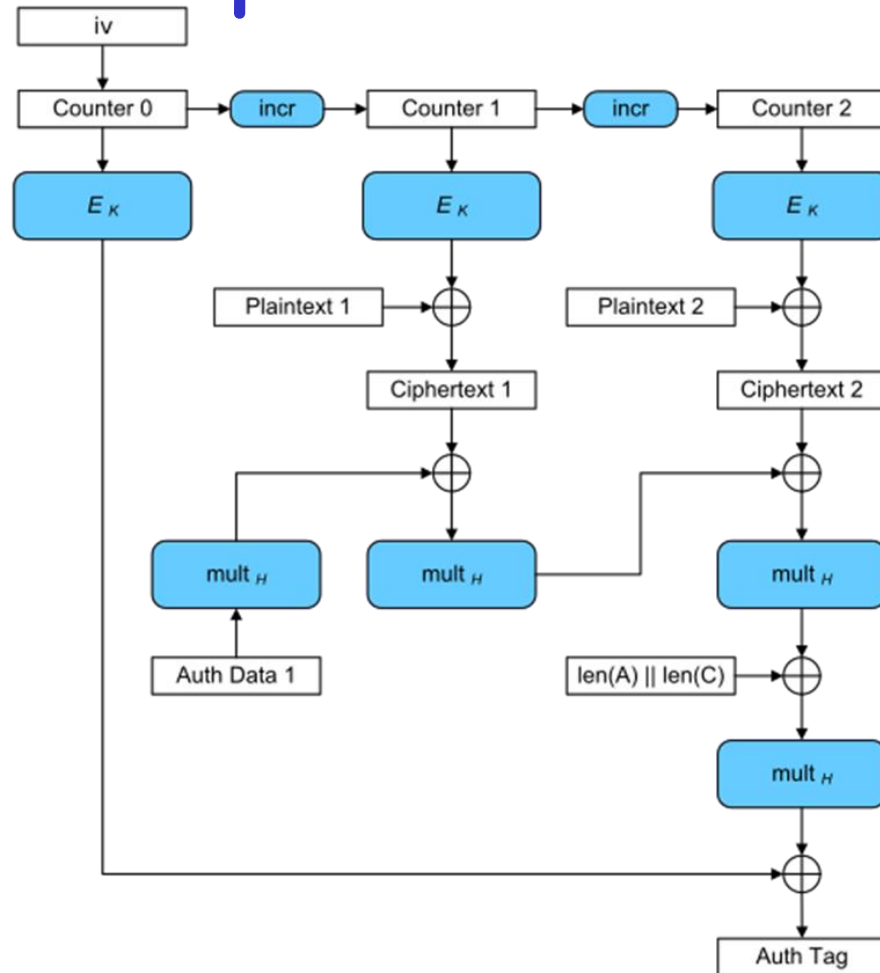 iv
Counter 0
incr
Counter 1
incr
Counter 2
E K
E K
E K
Plaintext 1
Plaintext 2
Ciphertext 1
Ciphertext 2
mult H
mult H
mult H
Auth Data 1
len(A) || len(C)
mult H
Auth Tag